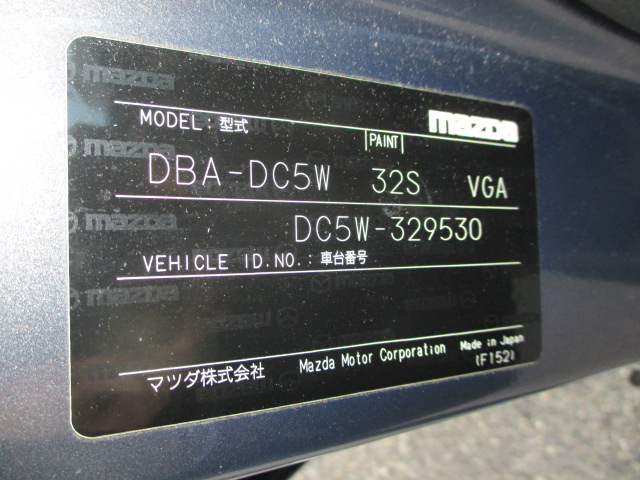 mazda
MODEL: 型式
PAINT
DBA-DC5W 32S VGA
DC5W-329530
VEHICLE ID.NO.: 車台番号
マツダ株式会社 Mazda Motor Corporation Made in Japan
(F152)